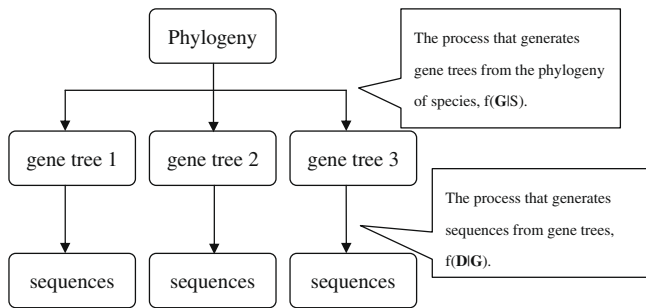 Phylogeny
The process that generates
gene trees from the phylogeny
of species, f(G|S).
gene tree 1
gene tree 2
gene tree 3
The process that generates
sequences from gene trees,
f(D|G).
sequences
sequences
sequences